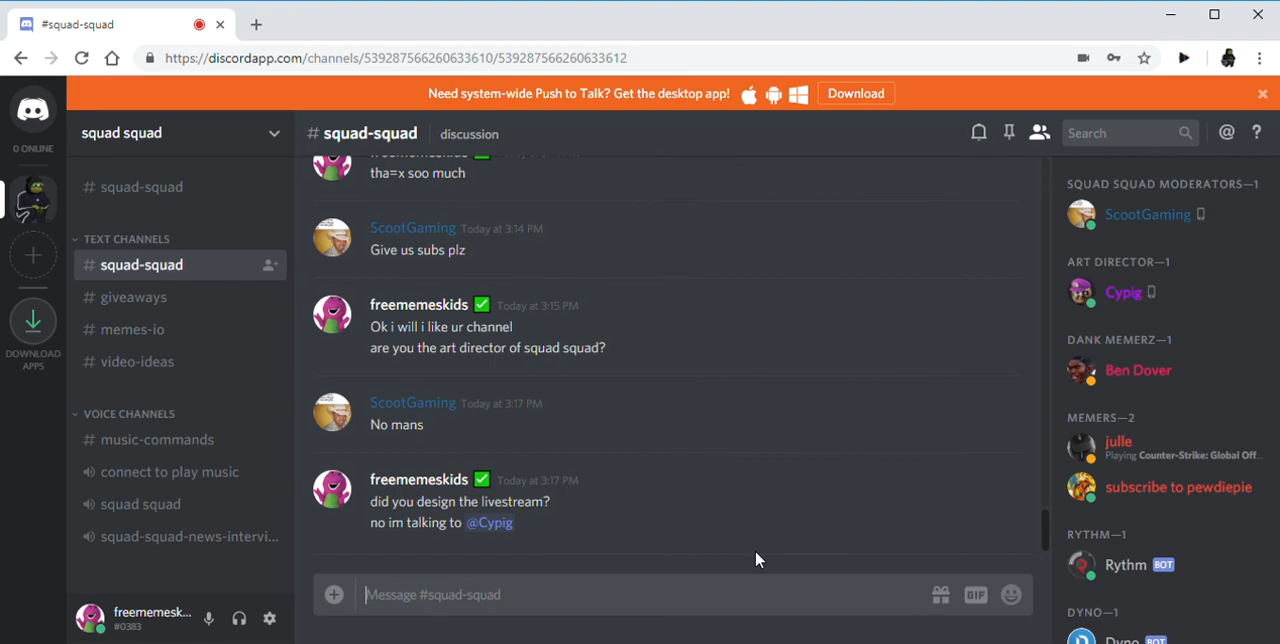 #squad-squad
https://discordapp.com/channels/539287566260633610/539287566260633612
Need system-wide Push to Talk? Get the desktop app! Download
0 ONLINE
DOWNLOAD
APPS
squad squad
# squad-squad
TEXT CHANNELS
# squad-squad
# giveaways
# memes-io
# video-ideas
VOICE CHANNELS
# music-commands
connect to play music
squad squad
squad-squad-news-intervi...
freememesk...
#0383
# squad-squad discussion
Search
freememeskids
tha=x soo much
ScootGaming Today at 3:14 PM
Give us subs plz
freememeskids Today at 3:15 PM
Ok i will i like ur channel
are you the art director of squad squad?
ScootGaming Today at 3:17 PM
No mans
freememeskids Today at 3:17 PM
did you design the livestream?
no im talking to @Cypig
Message #squad-squad
GIF
SQUAD SQUAD MODERATORS—1
ScootGaming
ART DIRECTOR—1
Cypig
DANK MEMERZ—1
Ben Dover
MEMERS—2
julle
Playing Counter-Strike: Global Off...
subscribe to pewdiepie
RYTHM—1
Rythm BOT
DYNO—1
Dyno BOT